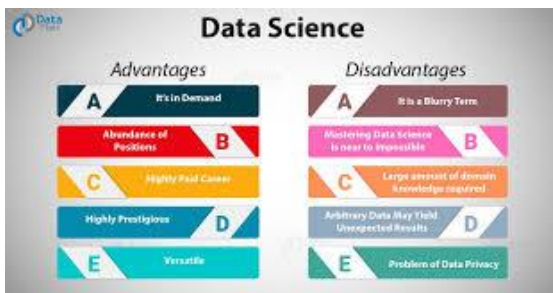 Data
Data Science
Advantages
A
It's in Demand
Abundance of
Positions
B
C
Highly Paid Career
Highly Prestigious
D
E
Versatile
Disadvantages
A
It is a Blurry Term
Mastering Data Science
is near to impossible
B
C
Large amount of domain
knowledge required
Arbitrary Data May Yield
Unexpected Results
D
E
Problem of Data Privacy